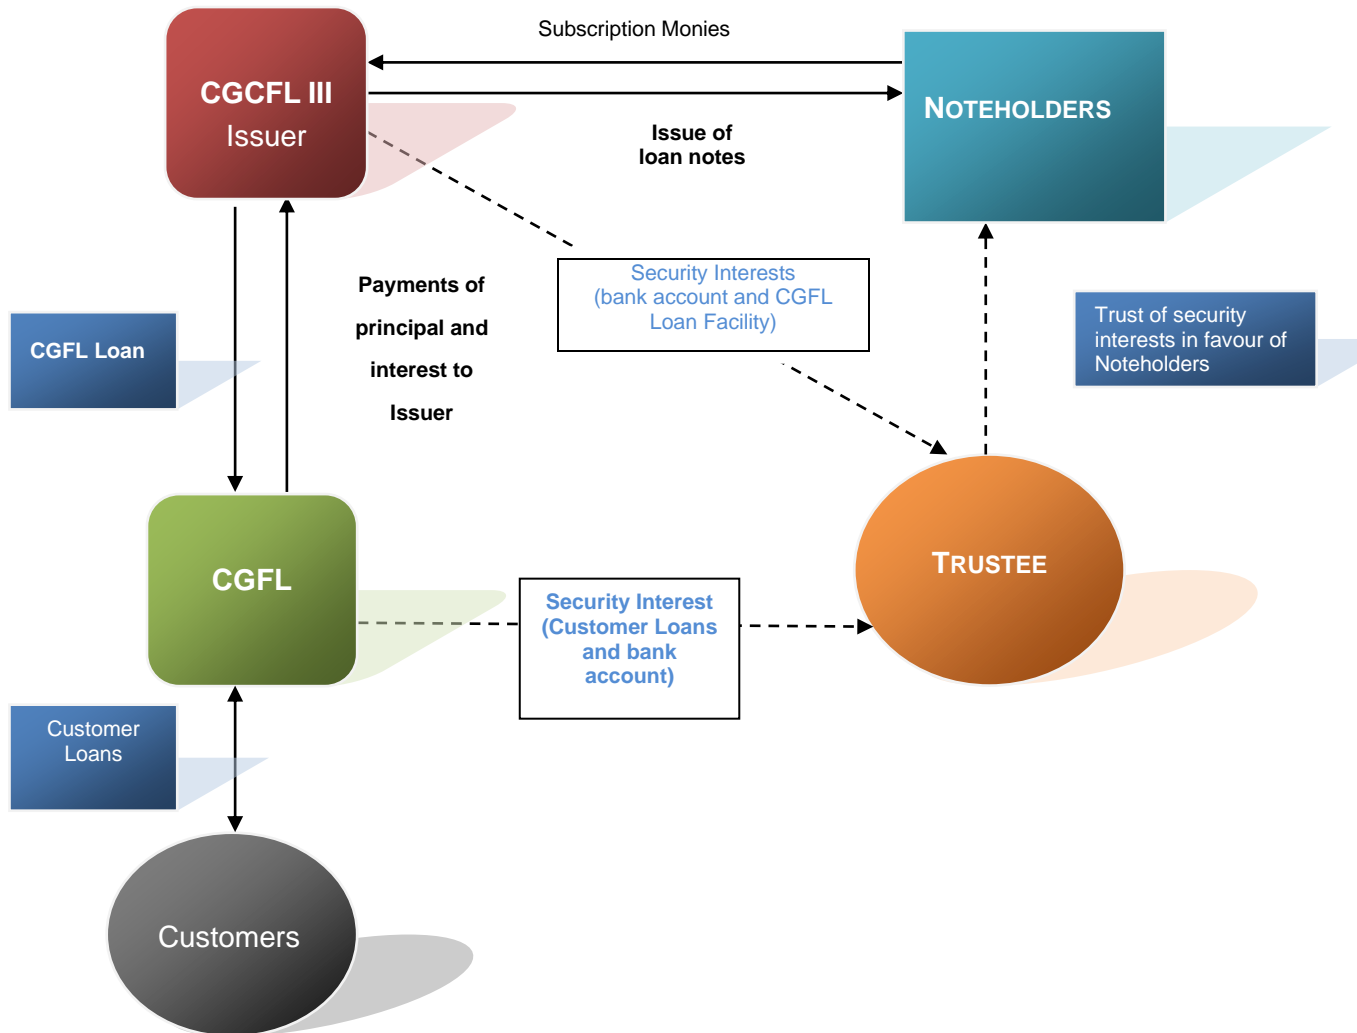 Subscription Monies
CGCFL III
Issuer
NOTEHOLDERS
Issue of
loan notes
Security Interests
(bank account and CGFL
Loan Facility)
Payments of
principal and
interest to
Issuer
Trust of security
interests in favour of
Noteholders
CGFL Loan
CGFL
TRUSTEE
Security Interest
(Customer Loans
and bank
account)
Customer
Loans
Customers